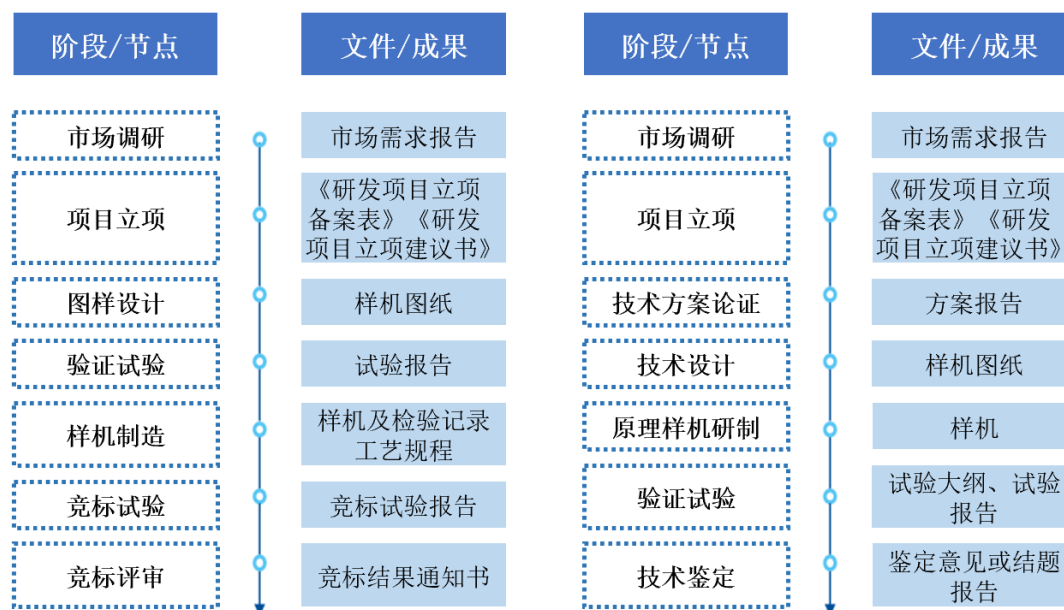 阶段/节点
文件/成果
市场调研
市场需求报告
项目立项
《研发项目立项
备案表》《研发
项目立项建议书》
图样设计
样机图纸
验证试验
试验报告
样机制造
样机及检验记录
工艺规程
竞标试验
竞标试验报告
竞标评审
竞标结果通知书
阶段/节点
文件/成果
市场调研
市场需求报告
项目立项
《研发项目立项
备案表》《研发
项目立项建议书》
技术方案论证
方案报告
技术设计
样机图纸
原理样机研制
样机
验证试验
试验大纲、试验
报告
技术鉴定
鉴定意见或结题
报告